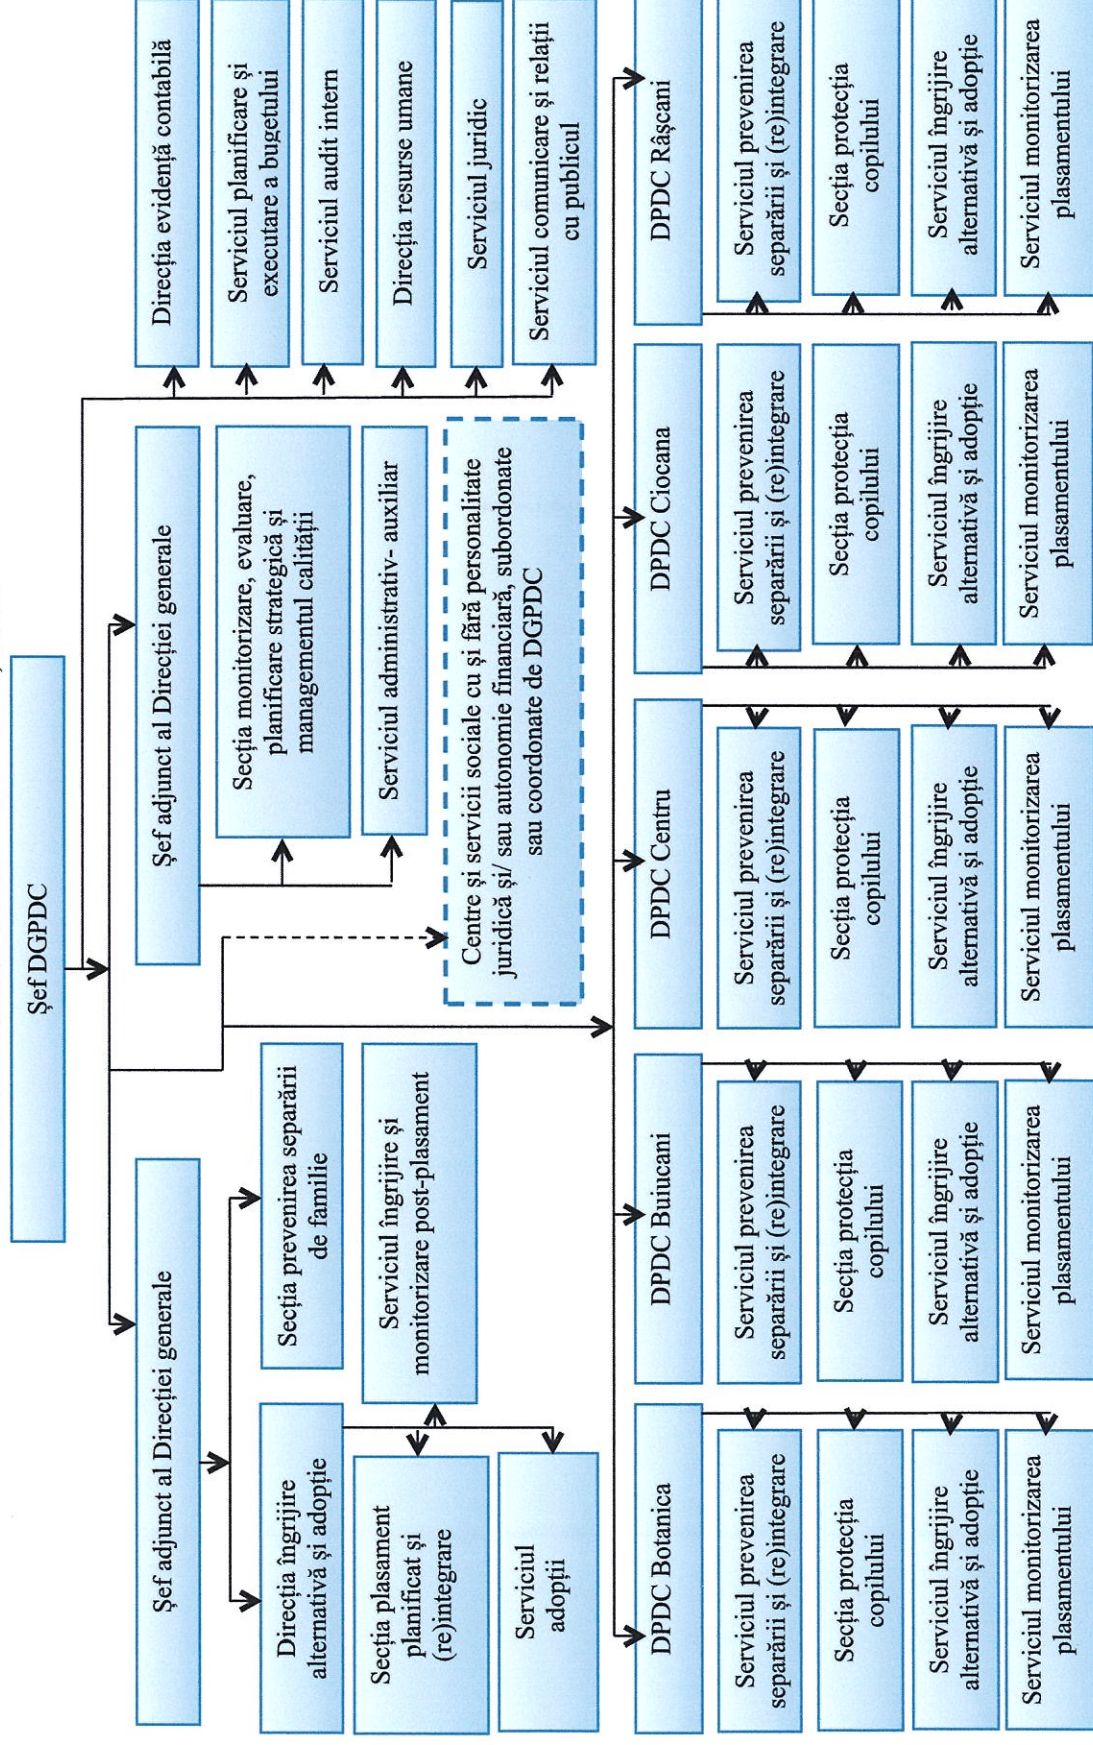 Șef DGPDC
Șef adjunct al Direcției generale
Direcția îngrijire
alternativă și adopție
Secția plasament
planificat și
(re)integrare
Serviciul
adopții
Secția prevenirea separării
de familie
Serviciul îngrijire și
monitorizare post-plasament
Șef adjunct al Direcției generale
Secția monitorizare, evaluare,
planificare strategică și
managementul calității
Serviciul administrativ- auxiliar
Centre și servicii sociale cu și fără personalitate
juridică și/ sau autonomie financiară, subordonate
sau coordonate de DGPDC
Direcția evidență contabilă
Serviciul planificare și
executare a bugetului
Serviciul audit intern
Direcția resurse umane
Serviciul juridic
Serviciul comunicare și relații
cu publicul
DPDC Botanica
Serviciul prevenirea
separării și (re)integrare
Secția protecția
copilului
Serviciul îngrijire
alternativă și adopție
Serviciul monitorizarea
plasamentului
DPDC Buiucani
Serviciul prevenirea
separării și (re)integrare
Secția protecția
copilului
Serviciul îngrijire
alternativă și adopție
Serviciul monitorizarea
plasamentului
DPDC Centru
Serviciul prevenirea
separării și (re)integrare
Secția protecția
copilului
Serviciul îngrijire
alternativă și adopție
Serviciul monitorizarea
plasamentului
DPDC Ciocana
Serviciul prevenirea
separării și (re)integrare
Secția protecția
copilului
Serviciul îngrijire
alternativă și adopție
Serviciul monitorizarea
plasamentului
DPDC Râșcani
Serviciul prevenirea
separării și (re)integrare
Secția protecția
copilului
Serviciul îngrijire
alternativă și adopție
Serviciul monitorizarea
plasamentului